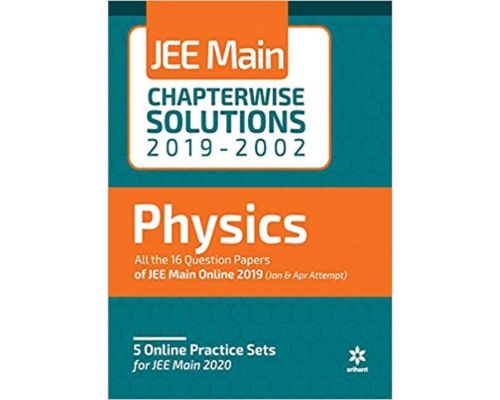 JEE Main
CHAPTERWISE
SOLUTIONS
2019-2002
Physics
All the 16 Question Papers
of JEE Main Online 2019 (Jan & Apr Attempt)
5 Online Practice Sets
for JEE Main 2020
arihant